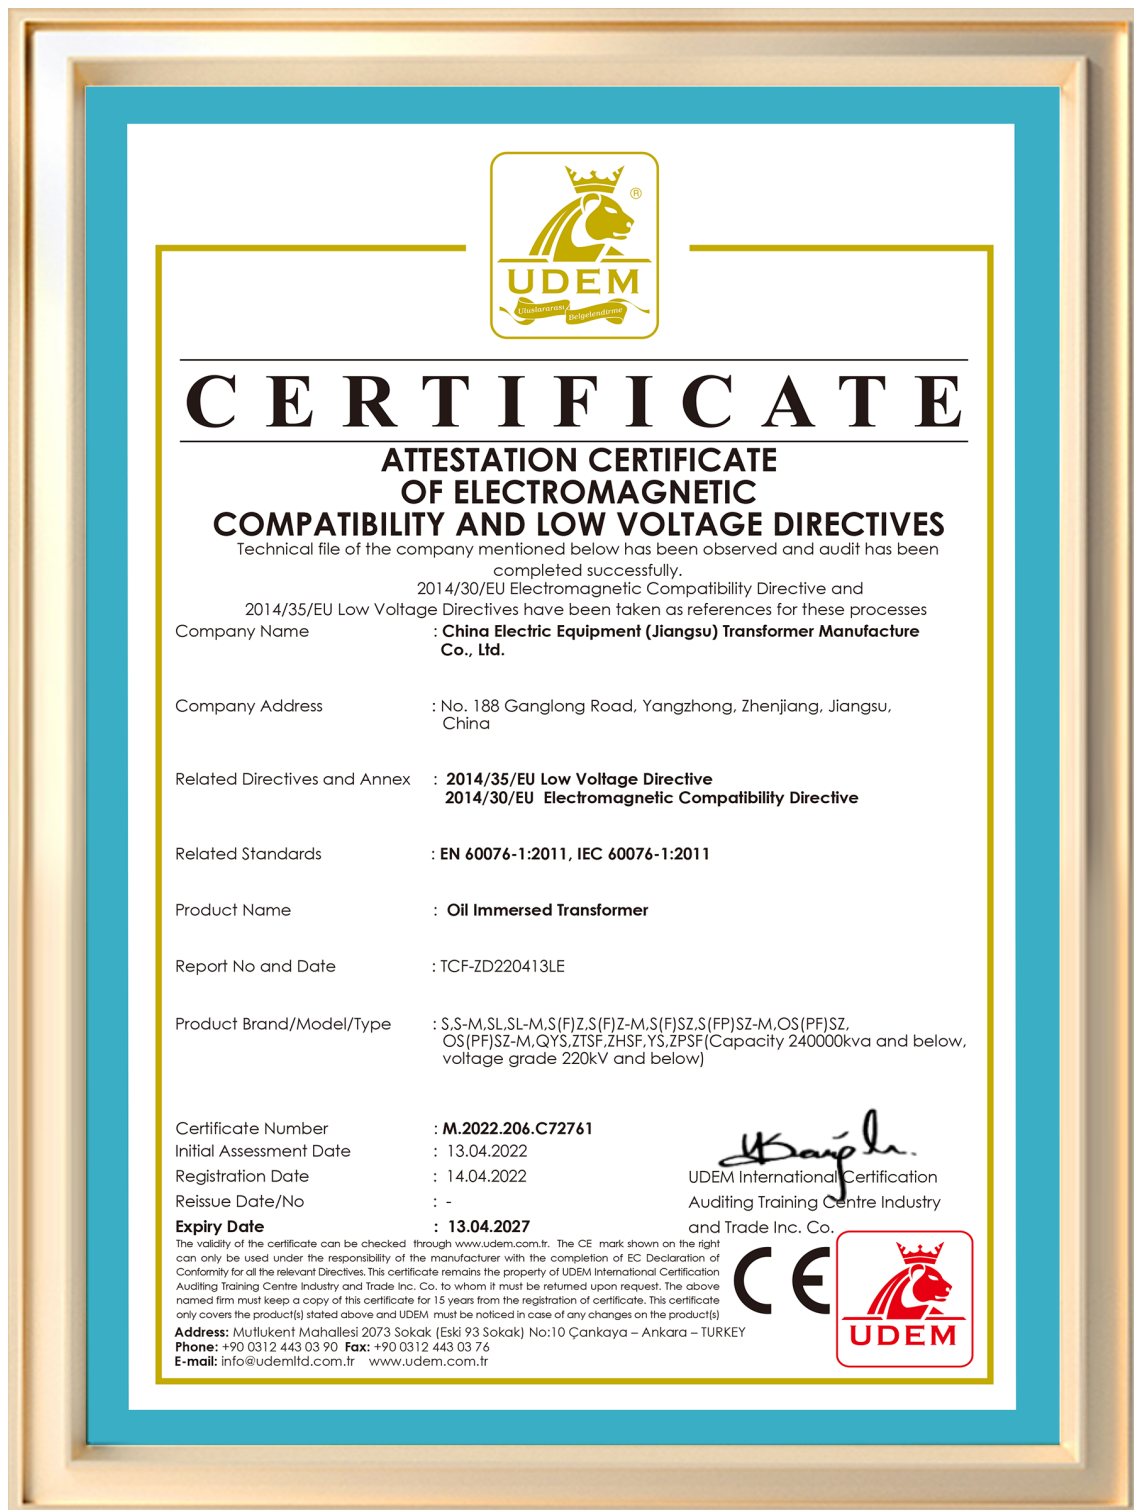 ®
UDEM
Uluslararası Belgelendirme
CERTIFICATE
ATTESTATION CERTIFICATE
OF ELECTROMAGNETIC
COMPATIBILITY AND LOW VOLTAGE DIRECTIVES
Technical file of the company mentioned below has been observed and audit has been
completed successfully.
2014/30/EU Electromagnetic Compatibility Directive and
2014/35/EU Low Voltage Directives have been taken as references for these processes
Company Name : China Electric Equipment (Jiangsu) Transformer Manufacture
Co., Ltd.
Company Address : No. 188 Ganglong Road, Yangzhong, Zhenjiang, Jiangsu,
China
Related Directives and Annex : 2014/35/EU Low Voltage Directive
2014/30/EU Electromagnetic Compatibility Directive
Related Standards : EN 60076-1:2011, IEC 60076-1:2011
Product Name : Oil Immersed Transformer
Report No and Date : TCF-ZD220413LE
Product Brand/Model/Type : S,S-M,SL,SL-M,S(F)Z,S(F)Z-M,S(F)SZ,S(FP)SZ-M,OS(PF)SZ,
OS(PF)SZ-M,QYS,ZTSF,ZHSF,YS,ZPSF(Capacity 240000kva and below,
voltage grade 220kV and below)
Certificate Number : M.2022.206.C72761
Initial Assessment Date : 13.04.2022
Registration Date : 14.04.2022
Reissue Date/No : -
Expiry Date : 13.04.2027
UDEM International Certification
Auditing Training Centre Industry
and Trade Inc. Co.
The validity of the certificate can be checked through www.udem.com.tr. The CE mark shown on the right
can only be used under the responsibility of the manufacturer with the completion of EC Declaration of
Conformity for all the relevant Directives. This certificate remains the property of UDEM International Certification
Auditing Training Centre Industry and Trade Inc. Co. to whom it must be returned upon request. The above
named firm must keep a copy of this certificate for 15 years from the registration of certificate. This certificate
only covers the product(s) stated above and UDEM must be noticed in case of any changes on the product(s)
CE
UDEM
Address: Mutlukent Mahallesi 2073 Sokak (Eski 93 Sokak) No:10 Çankaya – Ankara – TURKEY
Phone: +90 0312 443 03 90 Fax: +90 0312 443 03 76
E-mail: info@udemltd.com.tr www.udem.com.tr